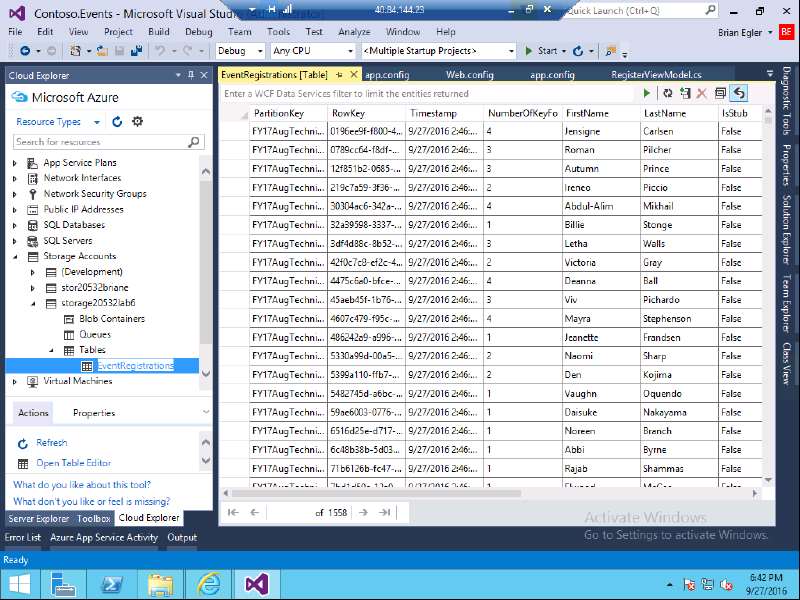 Contoso.Events - Microsoft Visual Studio
40.84.144.23
Quick Launch (Ctrl+Q)
File Edit View Project Build Debug Team Tools Test Analyze Window Help
Brian Egler BE
Debug Any CPU <Multiple Startup Projects> Start
Cloud Explorer
EventRegistrations [Table] app.config Web.config app.config RegisterViewModel.cs
Microsoft Azure
Enter a WCF Data Services filter to limit the entities returned
Resource Types
Search for resources
App Service Plans
Network Interfaces
Network Security Groups
Public IP Addresses
SQL Databases
SQL Servers
Storage Accounts
(Development)
stor20532briane
storage20532lab6
Blob Containers
Queues
Tables
EventRegistrations
Virtual Machines
Actions Properties
Refresh
Open Table Editor
What do you like about this tool?
What don't you like or feel is missing?
Server Explorer Toolbox Cloud Explorer
PartitionKey RowKey Timestamp NumberOfKeyFo FirstName LastName IsStub
FY17AugTechni... 0196ee9f-f800-4... 9/27/2016 2:46:... 4 Jensigne Carlsen False
FY17AugTechni... 0789cc64-f8df-... 9/27/2016 2:46:... 3 Roman Pilcher False
FY17AugTechni... 12f851b2-0685-... 9/27/2016 2:46:... 3 Autumn Prince False
FY17AugTechni... 219c7a59-3f36-... 9/27/2016 2:46:... 2 Ireneo Piccio False
FY17AugTechni... 30304ac6-342a-... 9/27/2016 2:46:... 4 Abdul-Alim Mikhail False
FY17AugTechni... 32a39598-3337-... 9/27/2016 2:46:... 1 Billie Stonge False
FY17AugTechni... 3df4d88c-8b52-... 9/27/2016 2:46:... 3 Letha Walls False
FY17AugTechni... 42f0c7c8-ef2c-4... 9/27/2016 2:46:... 2 Victoria Gray False
FY17AugTechni... 4475c6a0-bfce-... 9/27/2016 2:46:... 4 Deanna Ball False
FY17AugTechni... 45aeb45f-1b76-... 9/27/2016 2:46:... 3 Viv Pichardo False
FY17AugTechni... 4607c479-f95c-... 9/27/2016 2:46:... 4 Mayra Stephenson False
FY17AugTechni... 486242a9-a996-... 9/27/2016 2:46:... 1 Jeanette Frandsen False
FY17AugTechni... 5330a99d-00a5-... 9/27/2016 2:46:... 2 Naomi Sharp False
FY17AugTechni... 5399a110-ffb7-... 9/27/2016 2:46:... 2 Den Kojima False
FY17AugTechni... 5482745d-a6bc-... 9/27/2016 2:46:... 1 Vaughn Oquendo False
FY17AugTechni... 59ae6003-0776-... 9/27/2016 2:46:... 1 Daisuke Nakayama False
FY17AugTechni... 6516d25e-d717-... 9/27/2016 2:46:... 1 Noreen Branch False
FY17AugTechni... 6c48b38b-5d03... 9/27/2016 2:46:... 1 Abbi Byrne False
FY17AugTechni... 71b6126b-fc47-... 9/27/2016 2:46:... 1 Rajab Shammas False
of 1558
Diagnostic Tools
Properties
Solution Explorer
Team Explorer
Class View
Activate Windows
Go to Settings to activate Windows.
Error List Azure App Service Activity Output
Ready
6:42 PM
9/27/2016